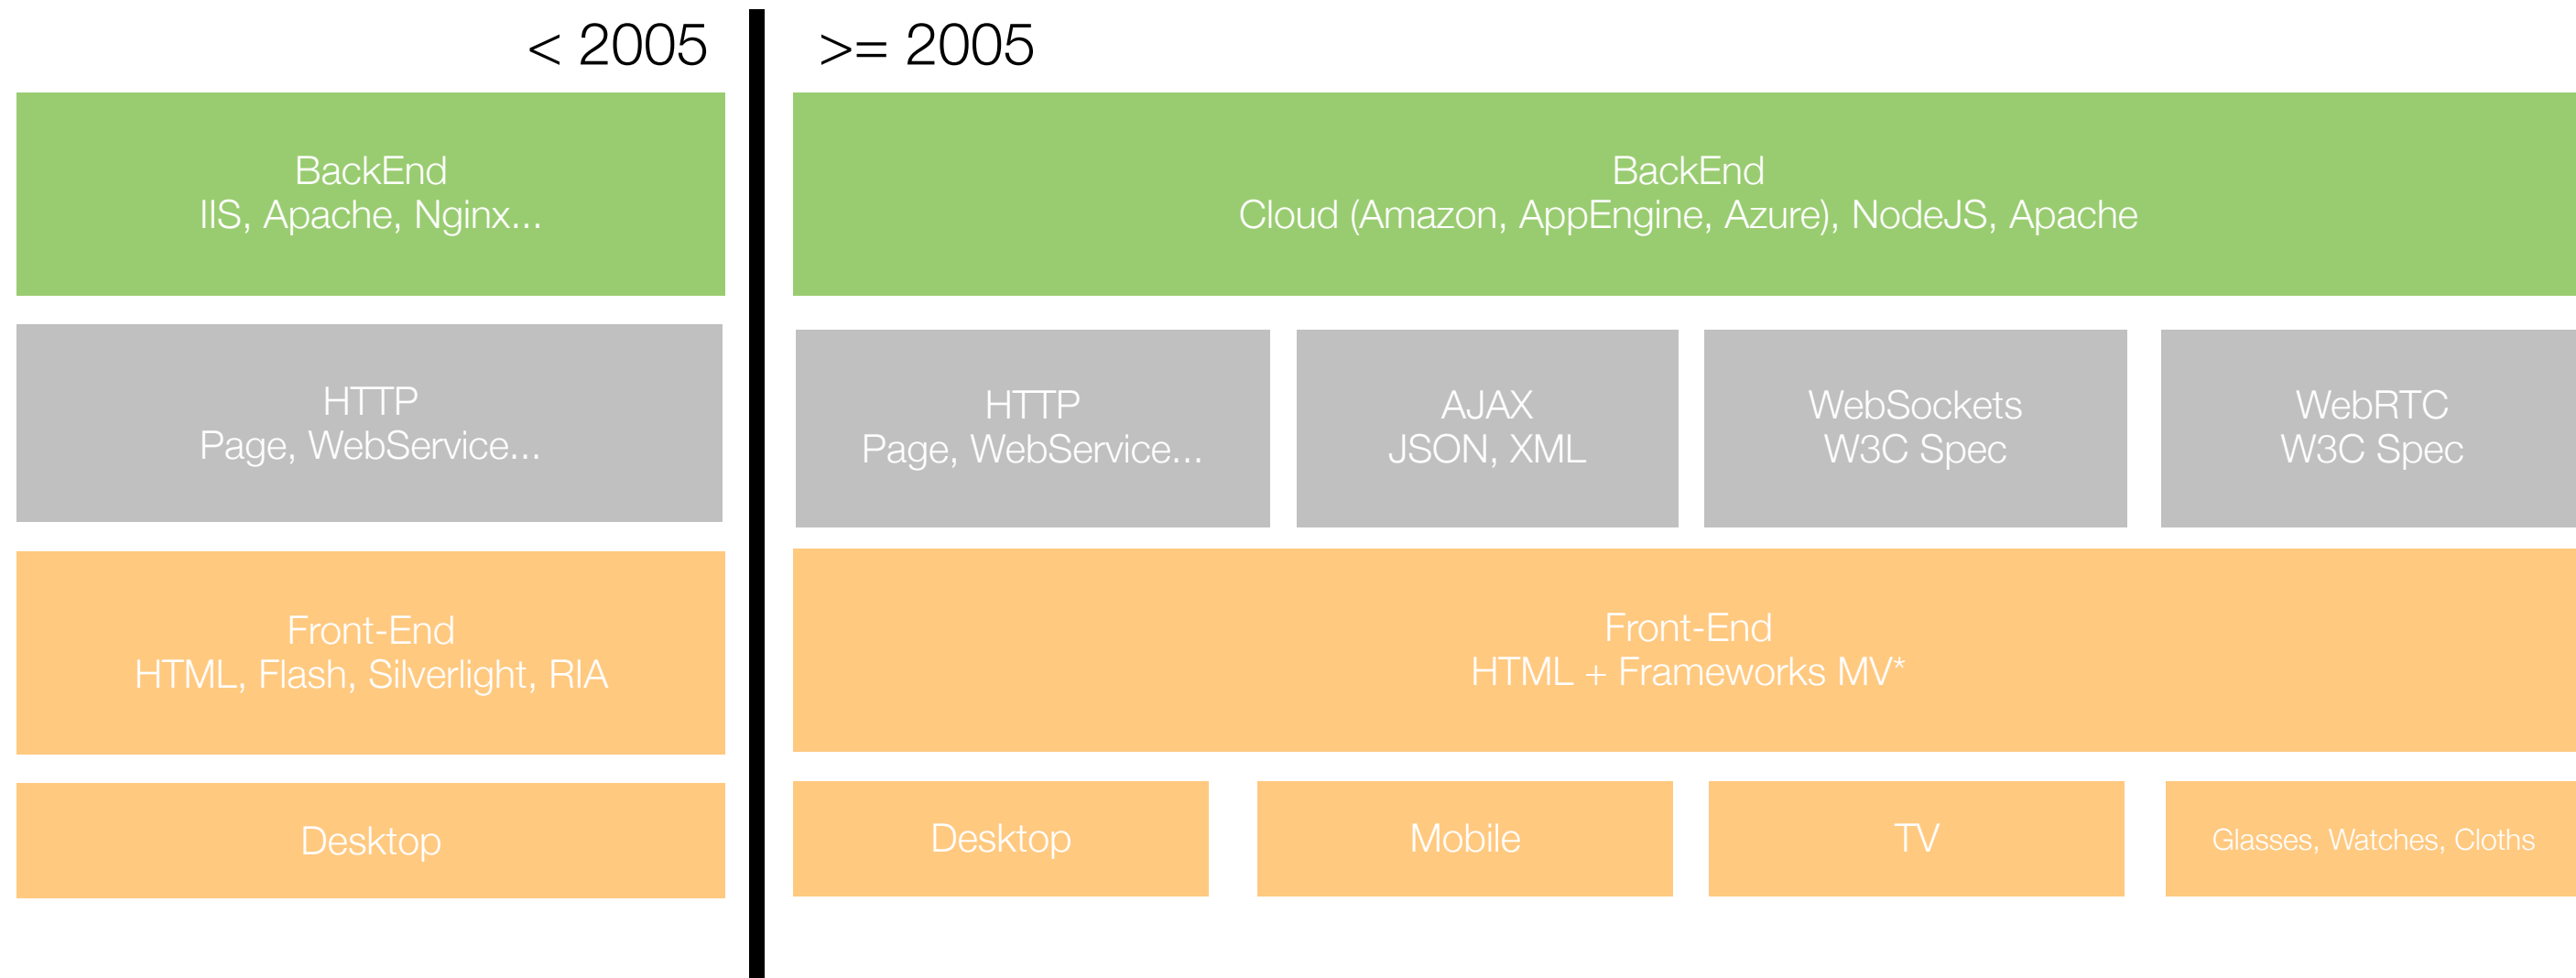 < 2005
BackEnd
IIS, Apache, Nginx...
HTTP
Page, WebService...
Front-End
HTML, Flash, Silverlight, RIA
Desktop
>= 2005
BackEnd
Cloud (Amazon, AppEngine, Azure), NodeJS, Apache
HTTP
Page, WebService...
AJAX
JSON, XML
WebSockets
W3C Spec
WebRTC
W3C Spec
Front-End
HTML + Frameworks MV*
Desktop
Mobile
TV
Glasses, Watches, Cloths